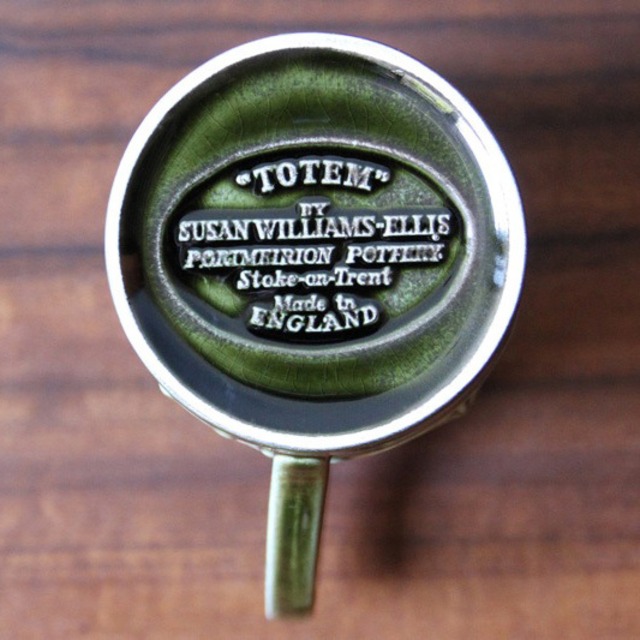 "TOTEM"
BY
SUSAN WILLIAMS-ELLIS
PORTMEIRION POTTERY
Stoke-on-Trent
Made in
ENGLAND